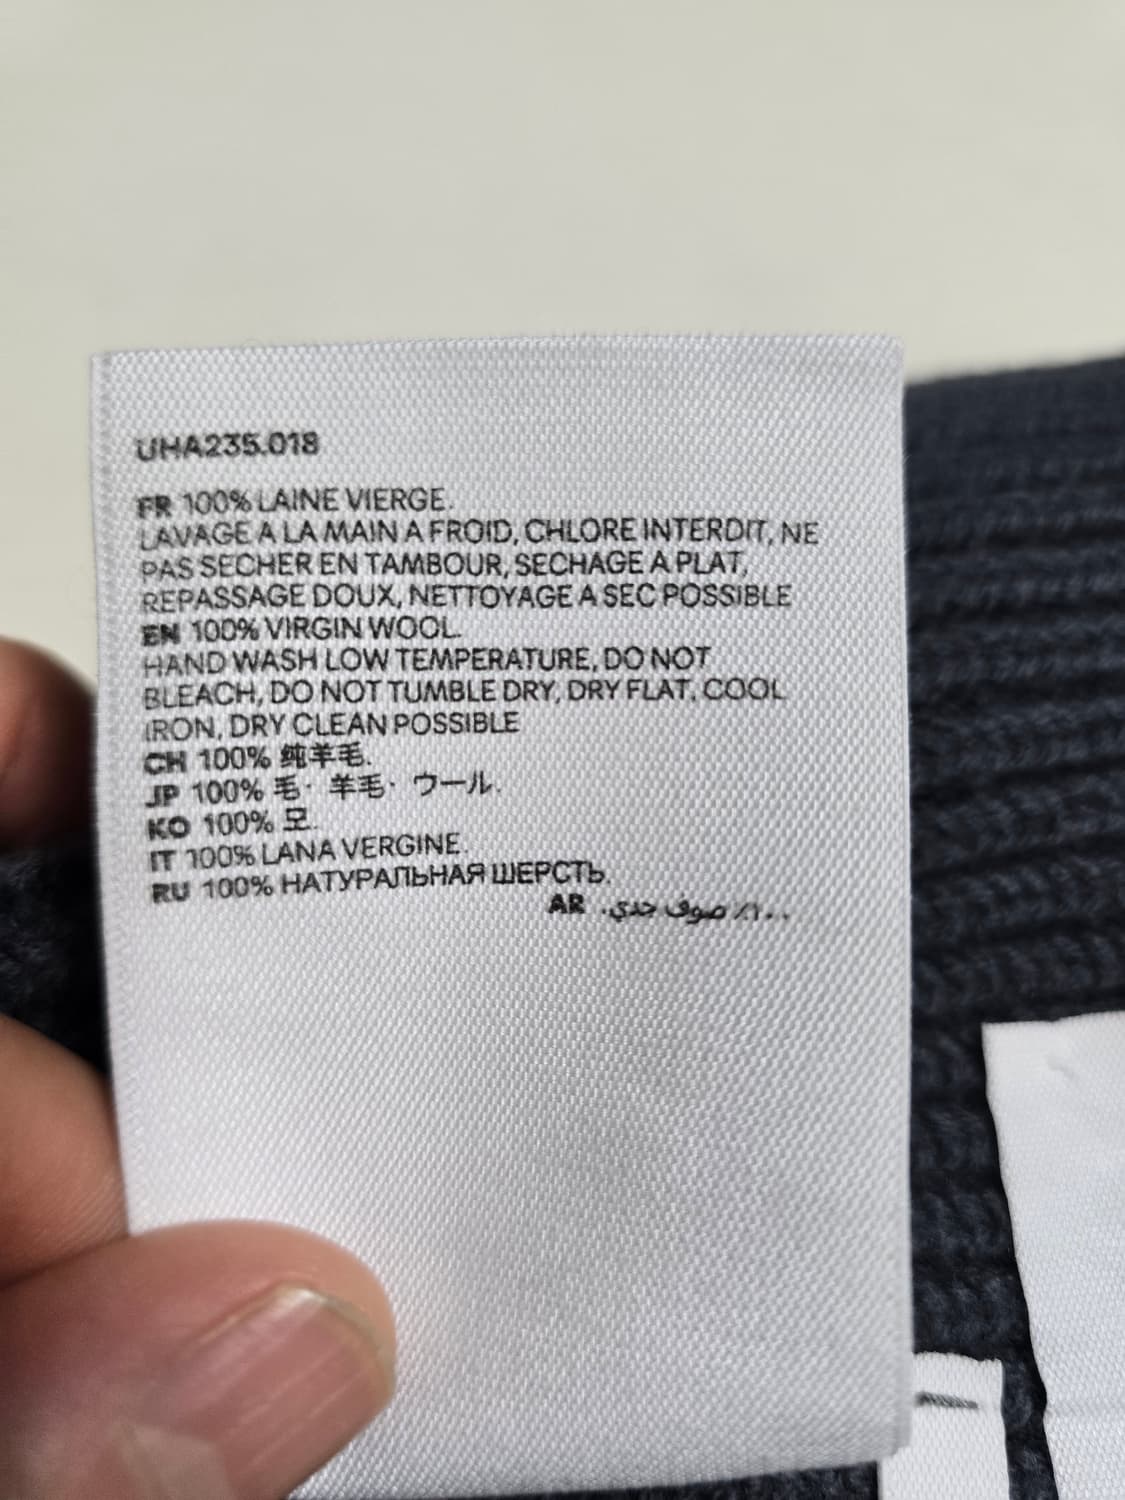 UHA235.018
FR 100% LAINE VIERGE.
LAVAGE A LA MAIN A FROID, CHLORE INTERDIT, NE
PAS SECHER EN TAMBOUR, SECHAGE A PLAT,
REPASSAGE DOUX, NETTOYAGE A SEC POSSIBLE
EN 100% VIRGIN WOOL.
HAND WASH LOW TEMPERATURE, DO NOT
BLEACH, DO NOT TUMBLE DRY, DRY FLAT, COOL
IRON, DRY CLEAN POSSIBLE
CH 100% 纯羊毛.
JP 100% 毛· 羊毛· ウール.
KO 100% 모.
IT 100% LANA VERGINE.
RU 100% НАТУРАЛЬНАЯ ШЕРСТЬ.
١٠٠٪ صوف جدي. AR